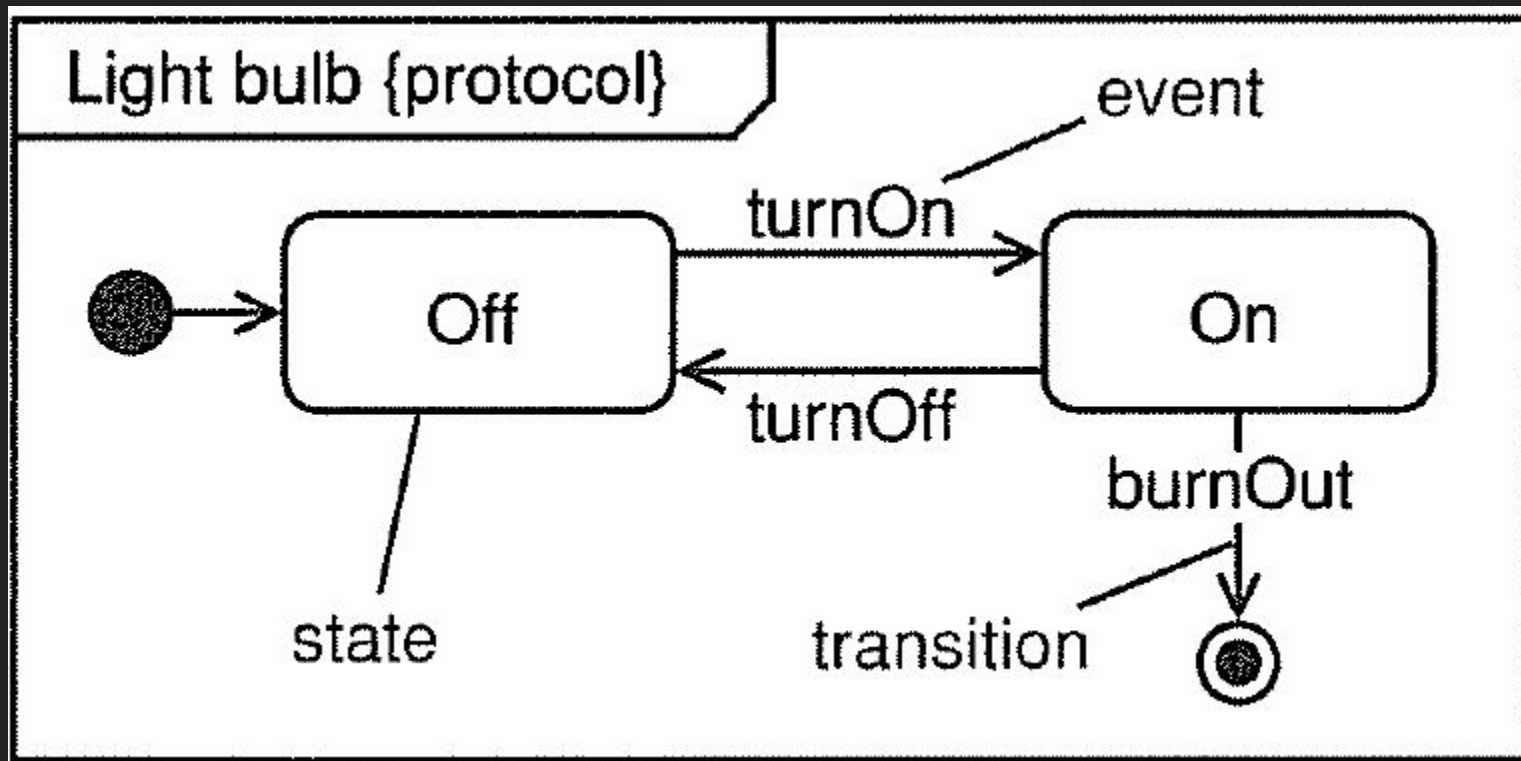 Light bulb {protocol}
event
turnOn
Off
On
turnOff
burnOut
state
transition